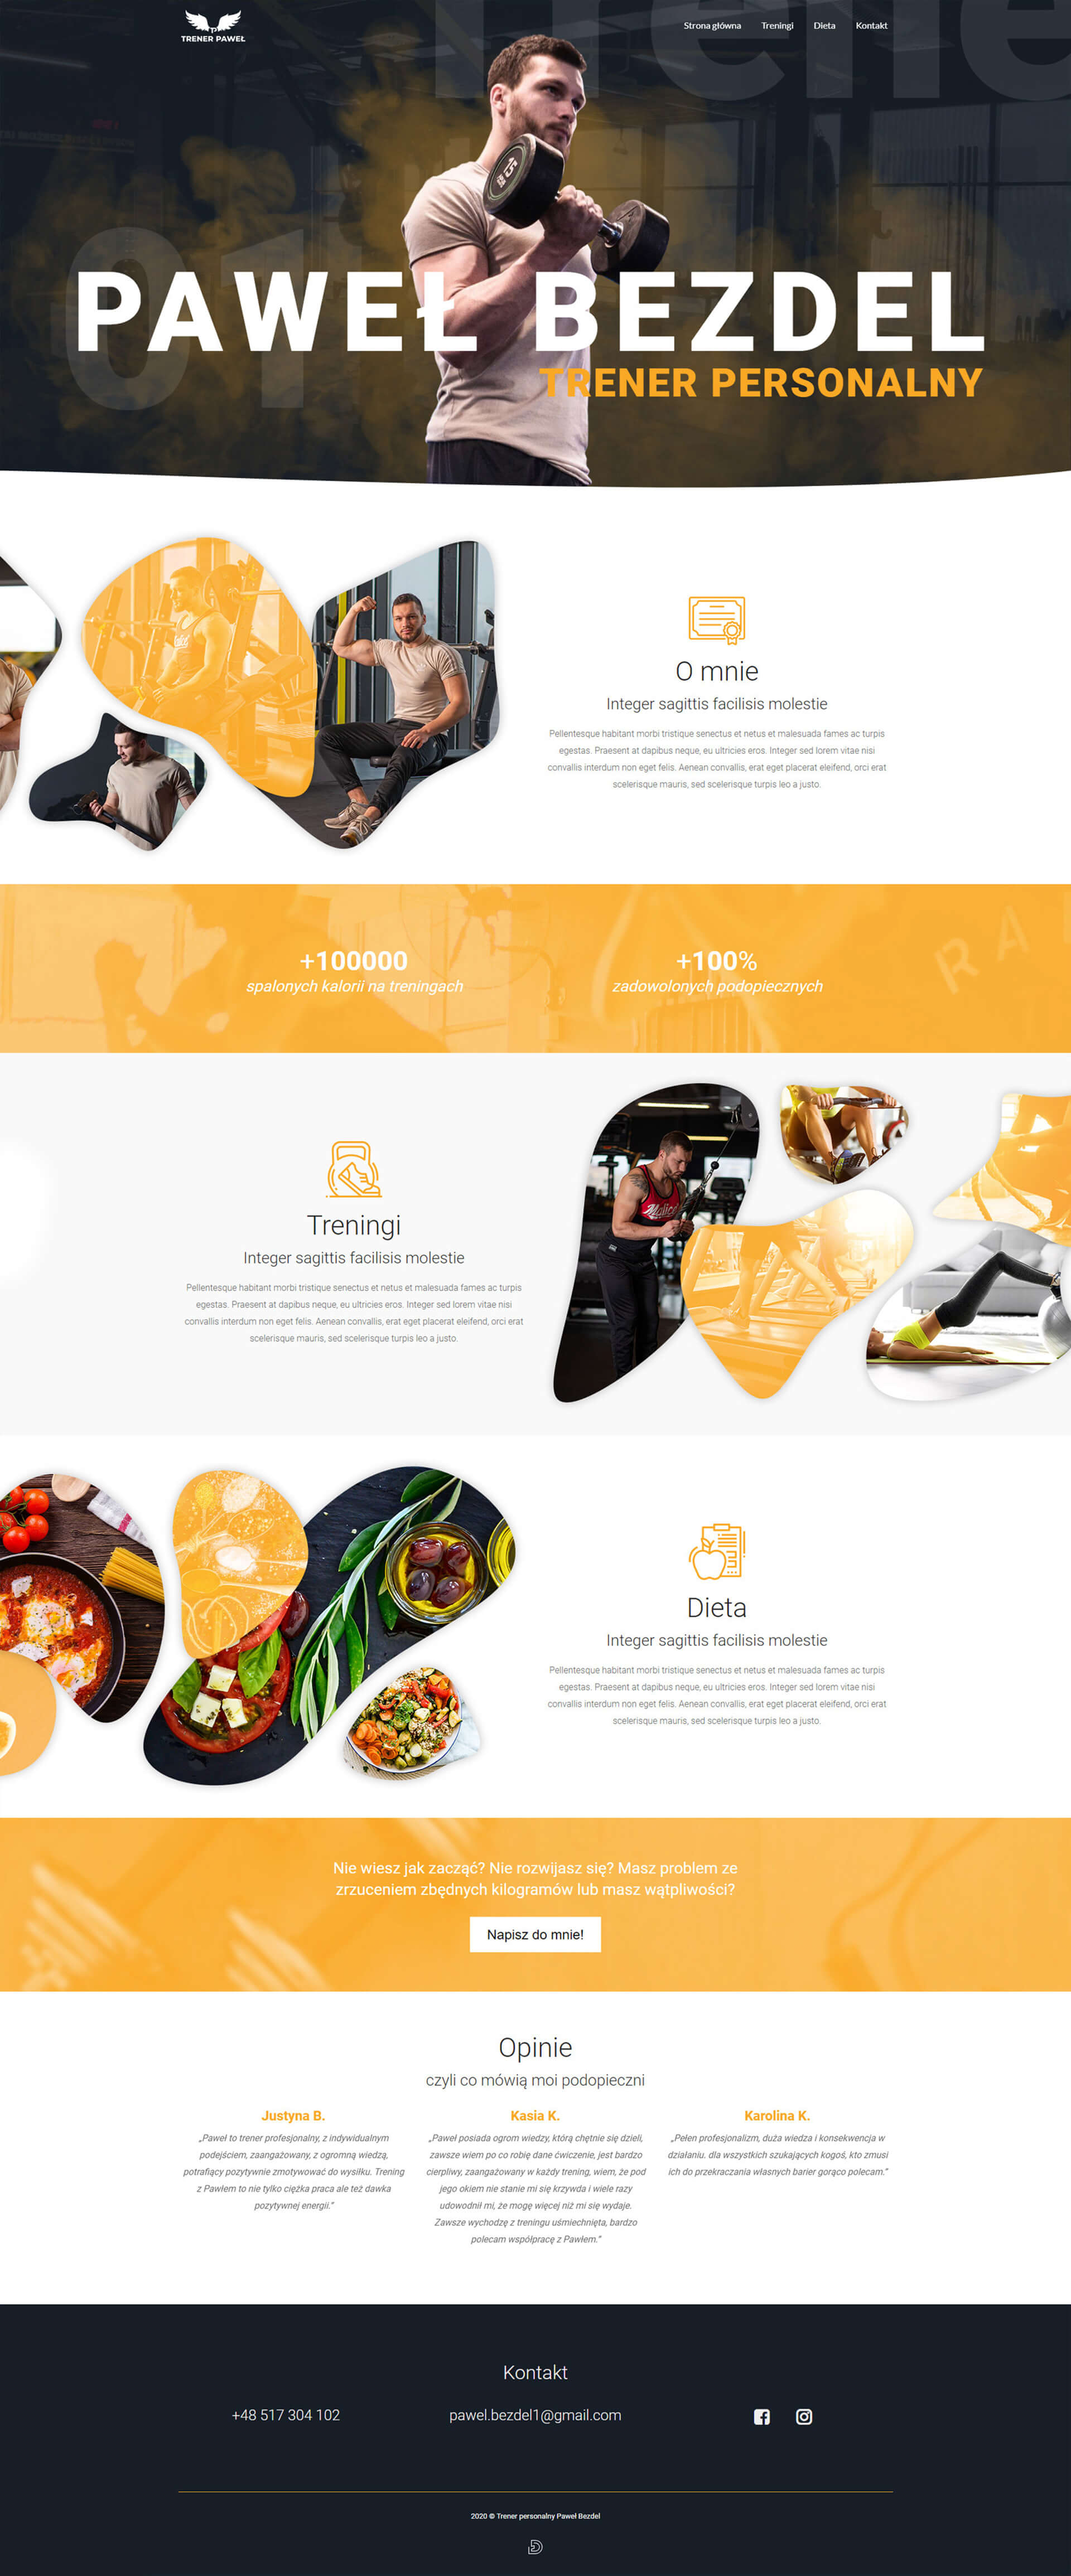 TRENER PAWEŁ
Strona główna
Treningi
Dieta
Kontakt
Trene
01
15
PAWEŁ BEZDEL
TRENER PERSONALNY
O mnie
Integer sagittis facilisis molestie
Pellentesque habitant morbi tristique senectus et netus et malesuada fames ac turpis
egestas. Praesent at dapibus neque, eu ultricies eros. Integer sed lorem vitae nisi
convallis interdum non eget felis. Aenean convallis, erat eget placerat eleifend, orci erat
scelerisque mauris, sed scelerisque turpis leo a justo.
+100000
spalonych kalorii na treningach
+100%
zadowolonych podopiecznych
R A
Treningi
Integer sagittis facilisis molestie
Pellentesque habitant morbi tristique senectus et netus et malesuada fames ac turpis
egestas. Praesent at dapibus neque, eu ultricies eros. Integer sed lorem vitae nisi
convallis interdum non eget felis. Aenean convallis, erat eget placerat eleifend, orci erat
scelerisque mauris, sed scelerisque turpis leo a justo.
Dieta
Integer sagittis facilisis molestie
Pellentesque habitant morbi tristique senectus et netus et malesuada fames ac turpis
egestas. Praesent at dapibus neque, eu ultricies eros. Integer sed lorem vitae nisi
convallis interdum non eget felis. Aenean convallis, erat eget placerat eleifend, orci erat
scelerisque mauris, sed scelerisque turpis leo a justo.
Nie wiesz jak zacząć? Nie rozwijasz się? Masz problem ze
zrzuceniem zbędnych kilogramów lub masz wątpliwości?
Napisz do mnie!
Opinie
czyli co mówią moi podopieczni
Justyna B.
„Paweł to trener profesjonalny, z indywidualnym
podejściem, zaangażowany, z ogromną wiedzą,
potrafiący pozytywnie zmotywować do wysiłku. Trening
z Pawłem to nie tylko ciężka praca ale też dawka
pozytywnej energii.”
Kasia K.
„Paweł posiada ogrom wiedzy, którą chętnie się dzieli,
zawsze wiem po co robię dane ćwiczenie, jest bardzo
cierpliwy, zaangażowany w każdy trening, wiem, że pod
jego okiem nie stanie mi się krzywda i wiele razy
udowodnił mi, że mogę więcej niż mi się wydaje.
Zawsze wychodzę z treningu uśmiechnięta, bardzo
polecam współpracę z Pawłem.”
Karolina K.
„Pełen profesjonalizm, duża wiedza i konsekwencja w
działaniu. dla wszystkich szukających kogoś, kto zmusi
ich do przekraczania własnych barier gorąco polecam.”
Kontakt
+48 517 304 102
pawel.bezdel1@gmail.com
2020 © Trener personalny Paweł Bezdel